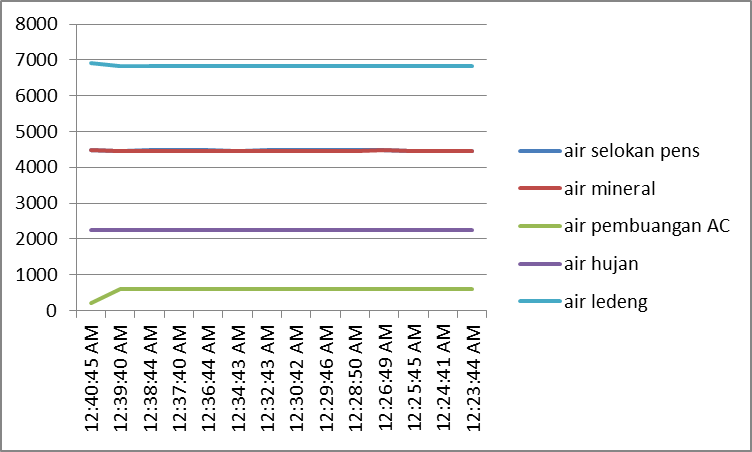 8000
7000
6000
5000
4000
3000
2000
1000
0
12:40:45 AM
12:39:40 AM
12:38:44 AM
12:37:40 AM
12:36:44 AM
12:34:43 AM
12:32:43 AM
12:30:42 AM
12:29:46 AM
12:28:50 AM
12:26:49 AM
12:25:45 AM
12:24:41 AM
12:23:44 AM
air selokan pens
air mineral
air pembuangan AC
air hujan
air ledeng